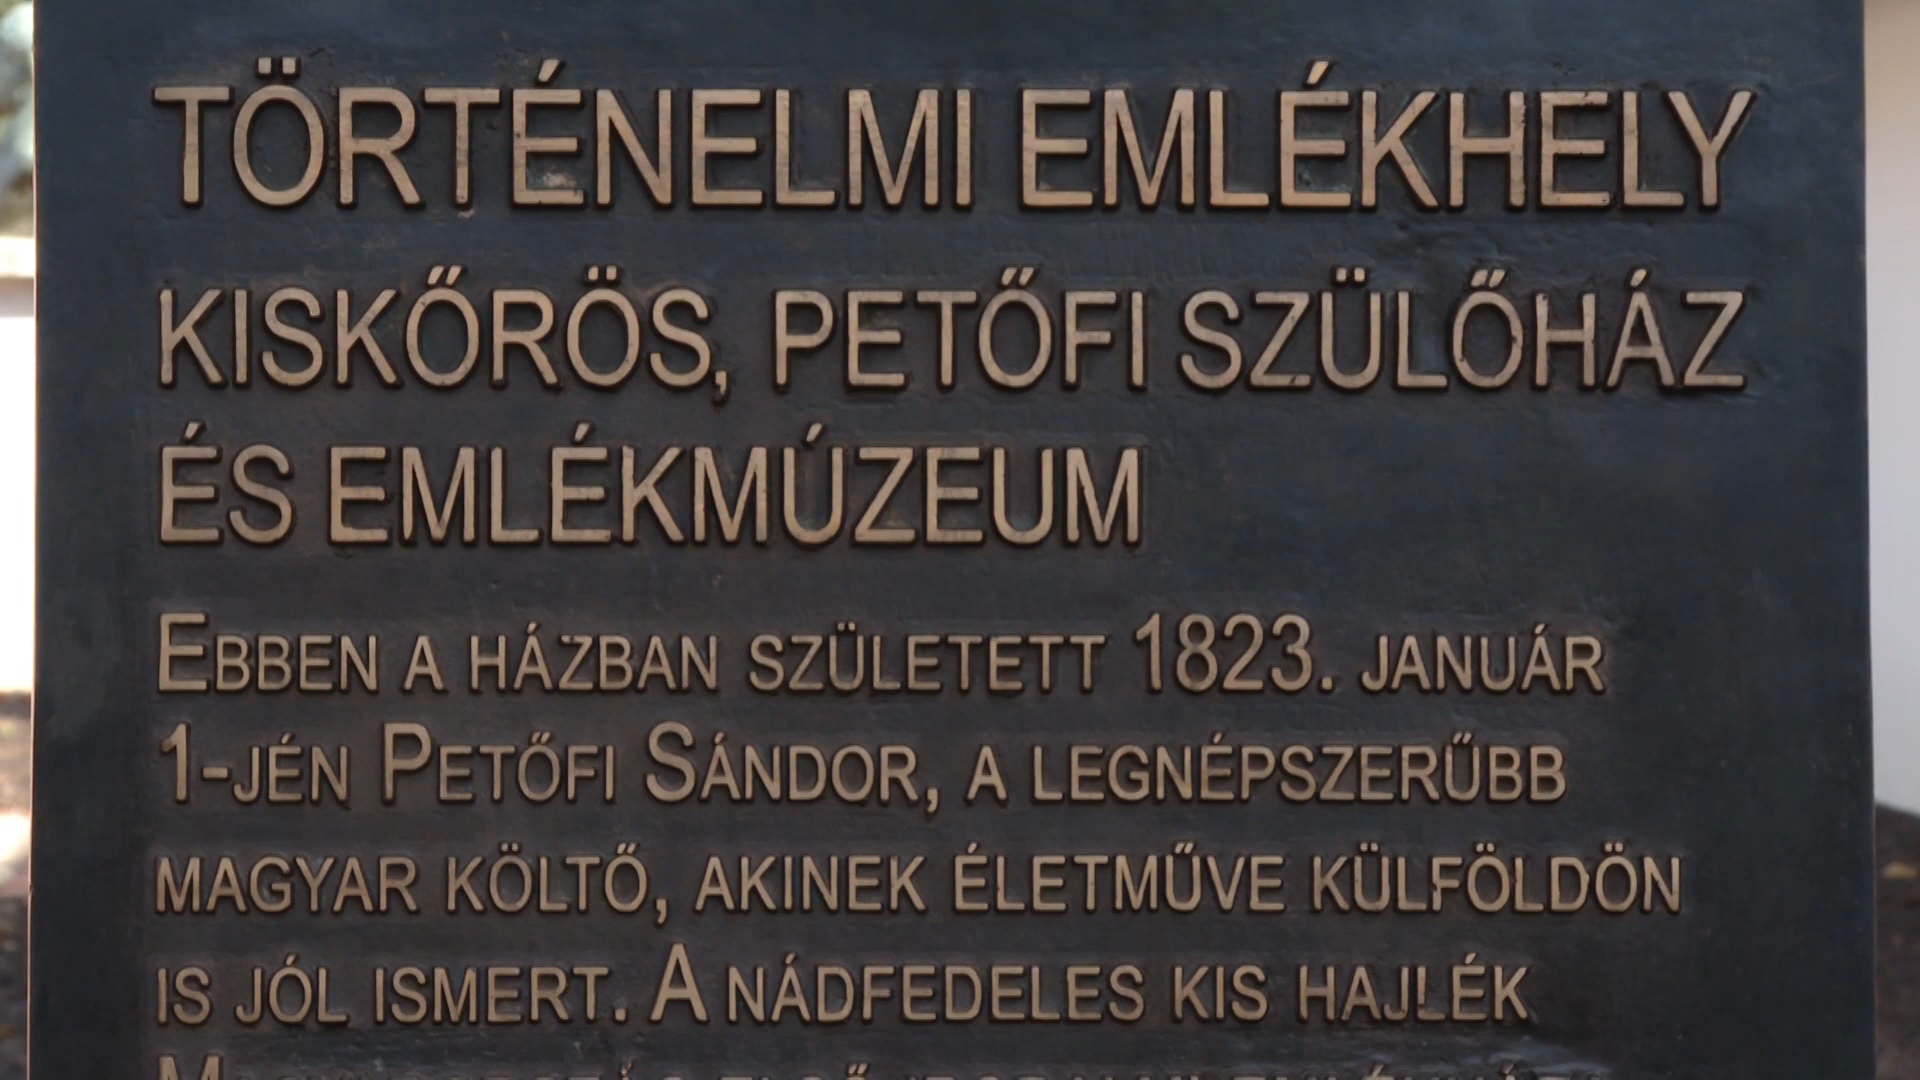 TÖRTÉNELMI EMLÉKHELY
KISKŐRÖS, PETŐFI SZÜLŐHÁZ
ÉS EMLÉKMÚZEUM
EBBEN A HÁZBAN SZÜLETETT 1823. JANUÁR
1-JÉN PETŐFI SÁNDOR, A LEGNÉPSZERŰBB
MAGYAR KÖLTŐ, AKINEK ÉLETMŰVE KÜLFÖLDÖN
IS JÓL ISMERT. A NÁDFEDELES KIS HAJLÉK